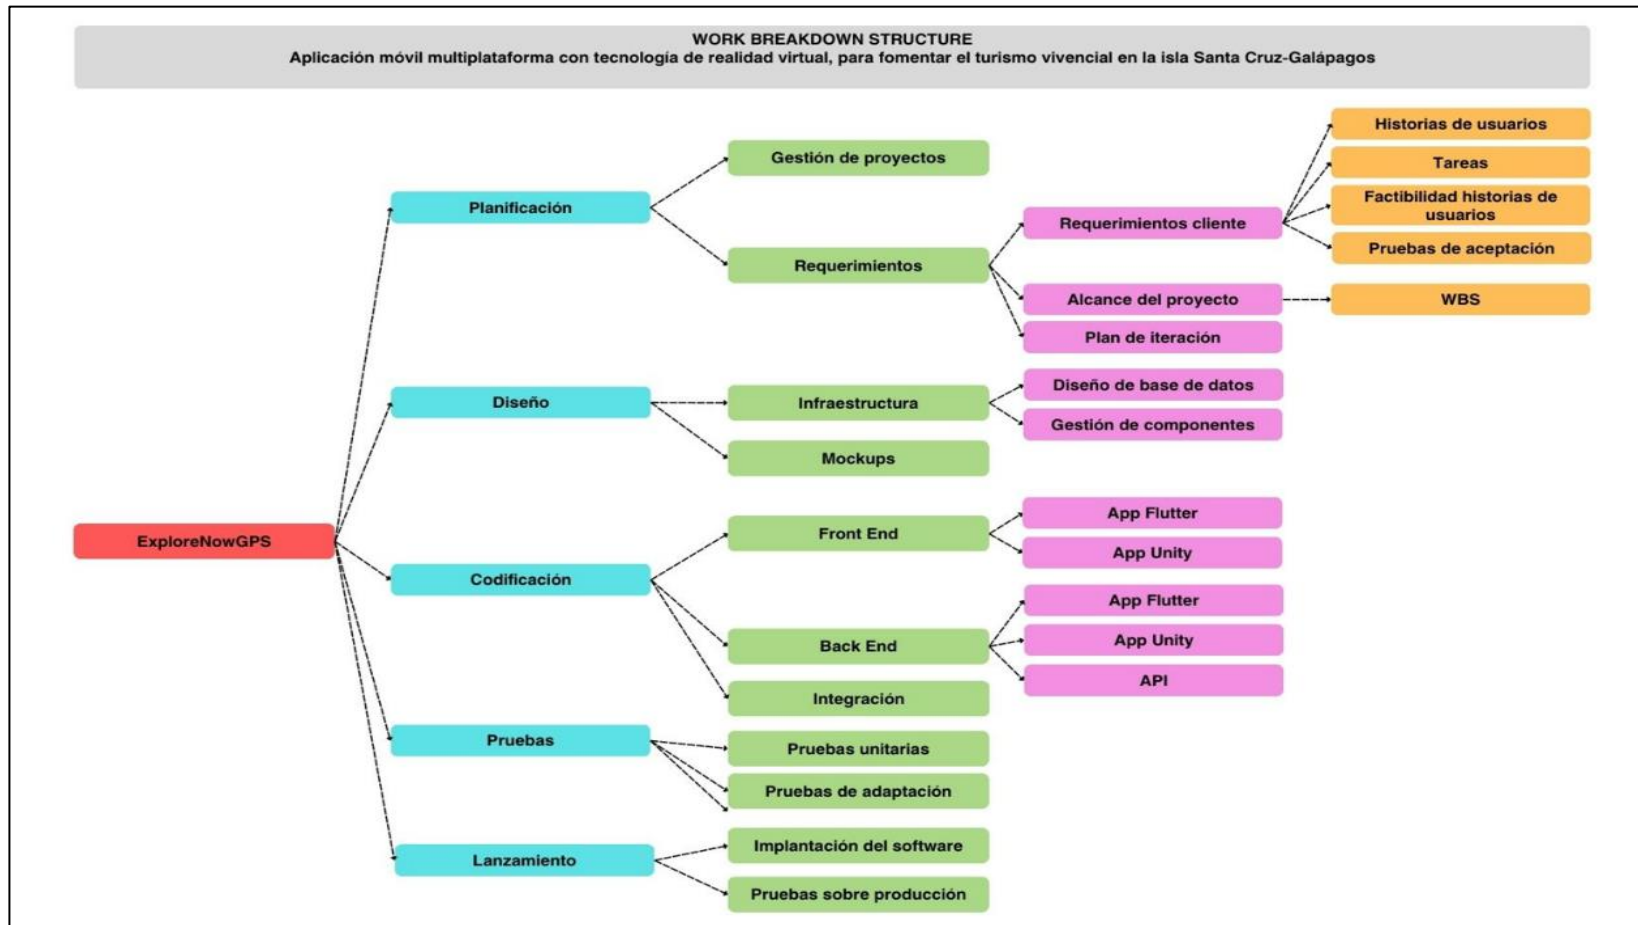 WORK BREAKDOWN STRUCTURE
Aplicación móvil multiplataforma con tecnología de realidad virtual, para fomentar el turismo vivencial en la isla Santa Cruz-Galápagos
ExploreNowGPS
Planificación
Gestión de proyectos
Requerimientos
Requerimientos cliente
Historias de usuarios
Tareas
Factibilidad historias de
usuarios
Pruebas de aceptación
Alcance del proyecto
WBS
Plan de iteración
Diseño
Infraestructura
Diseño de base de datos
Gestión de componentes
Mockups
Codificación
Front End
App Flutter
App Unity
Back End
App Flutter
App Unity
API
Integración
Pruebas
Pruebas unitarias
Pruebas de adaptación
Lanzamiento
Implantación del software
Pruebas sobre producción